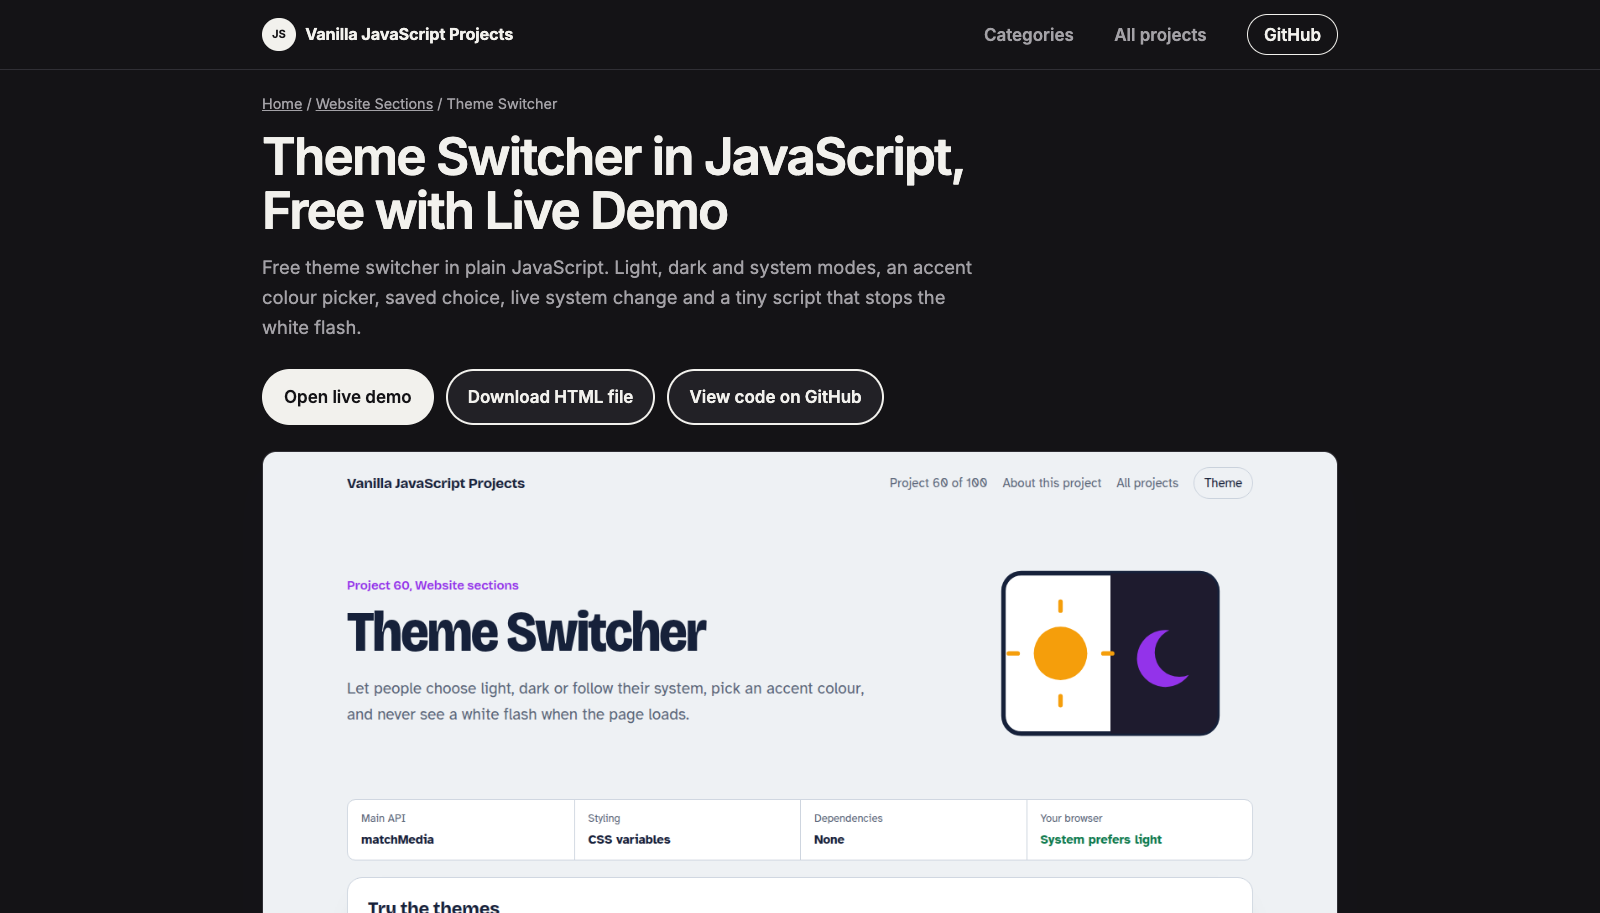 JS
Vanilla JavaScript Projects
Categories
All projects
GitHub
Home / Website Sections / Theme Switcher
Theme Switcher in JavaScript,
Free with Live Demo
Free theme switcher in plain JavaScript. Light, dark and system modes, an accent
colour picker, saved choice, live system change and a tiny script that stops the
white flash.
Open live demo
Download HTML file
View code on GitHub
Vanilla JavaScript Projects
Project 60 of 100
About this project
All projects
Theme
Project 60, Website sections
Theme Switcher
Let people choose light, dark or follow their system, pick an accent colour,
and never see a white flash when the page loads.
Main API
matchMedia
Styling
CSS variables
Dependencies
None
Your browser
System prefers light
Try the themes